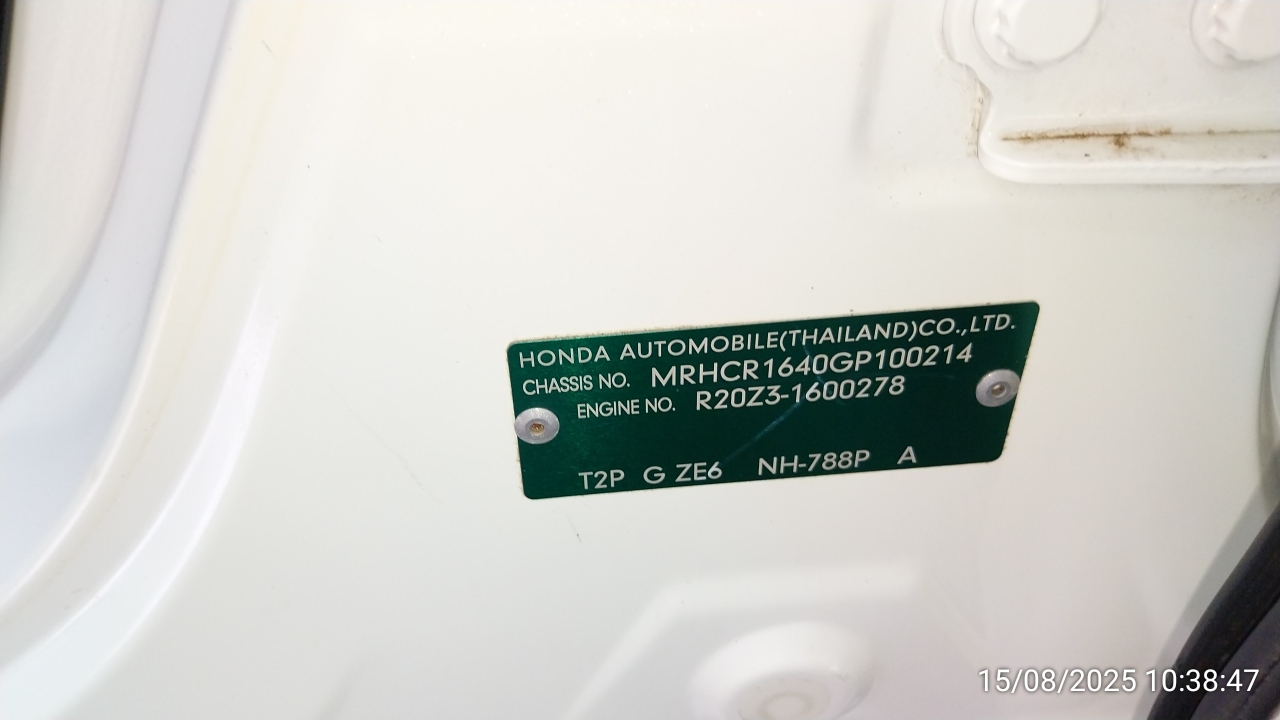 HONDA AUTOMOBILE(THAILAND)CO.,LTD.
CHASSIS NO. MRHCR1640GP100214
ENGINE NO. R20Z3-1600278
T2P G ZE6 NH-788P A
15/08/2025 10:38:47